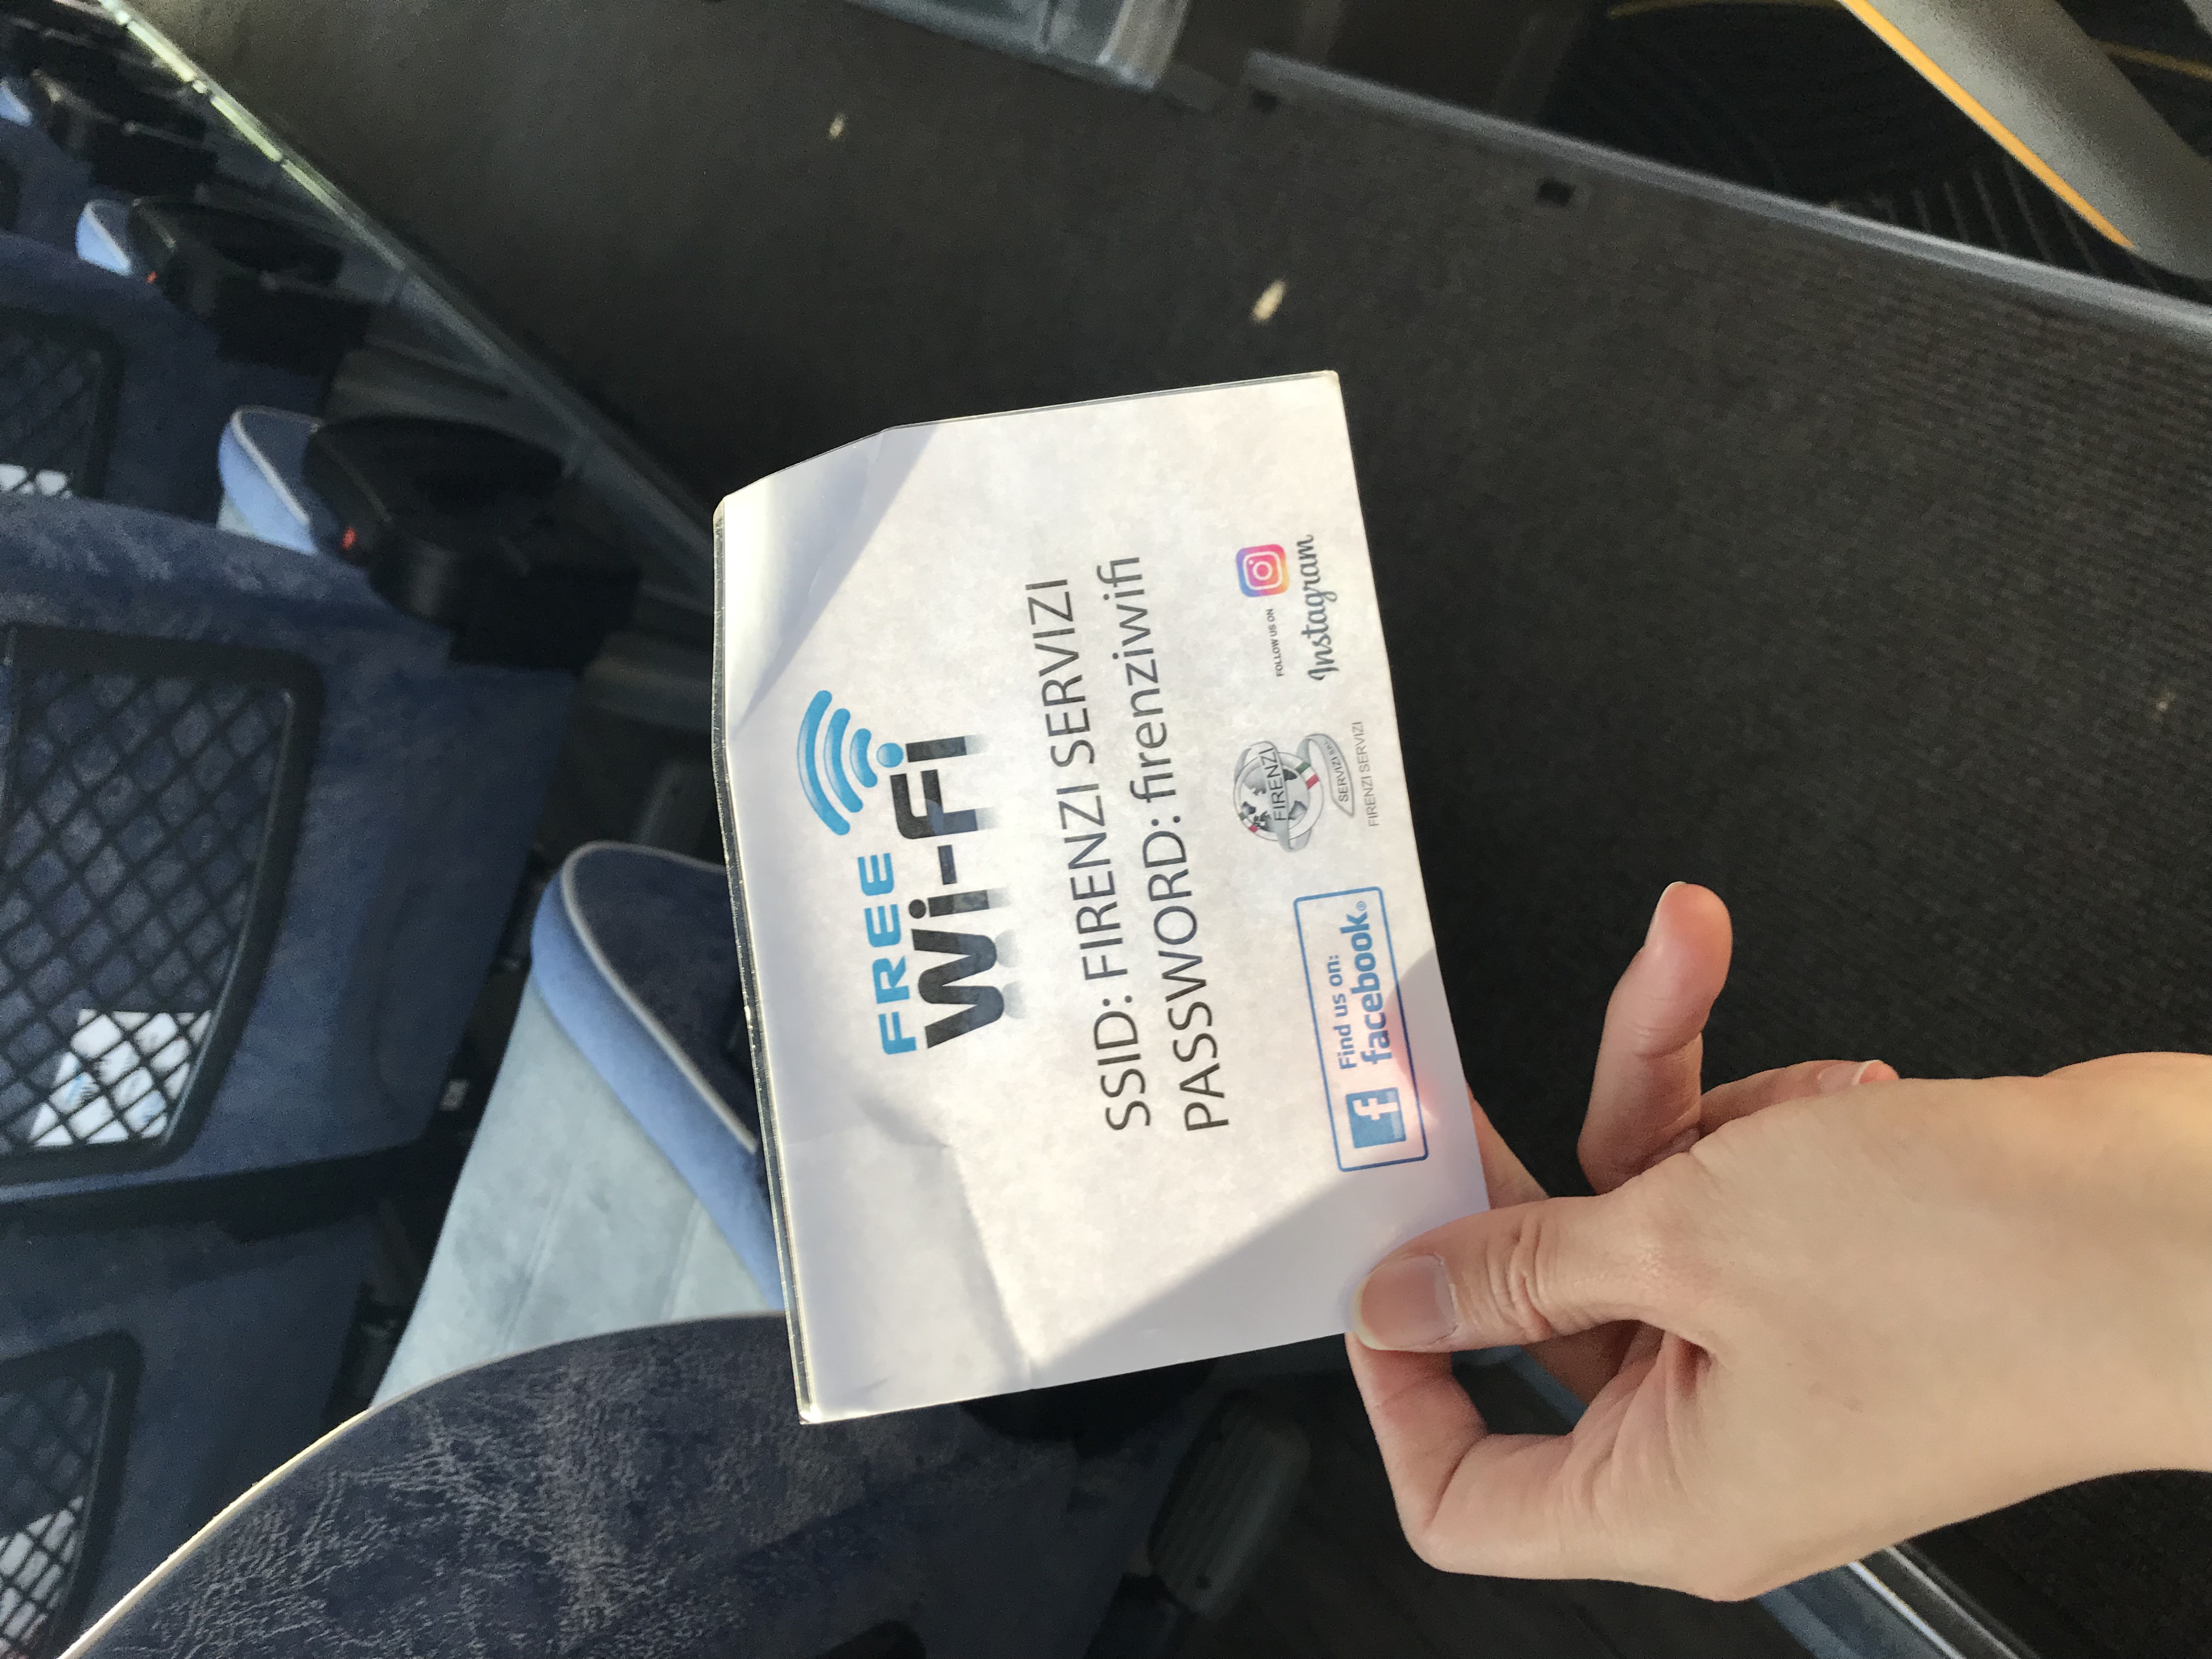 FREE
Wi-Fi
SSID: FIRENZI SERVIZI
PASSWORD: firenziwifi
Find us on:
facebook®
FIRENZI
SERVIZI
FIRENZI SERVIZI
FOLLOW US ON
Instagram